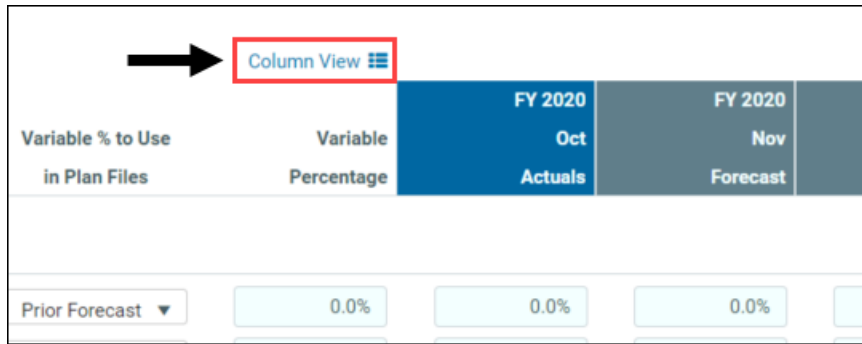 Column View
FY 2020 FY 2020
Variable % to Use Variable Oct Nov
in Plan Files Percentage Actuals Forecast
Prior Forecast 0.0% 0.0% 0.0%